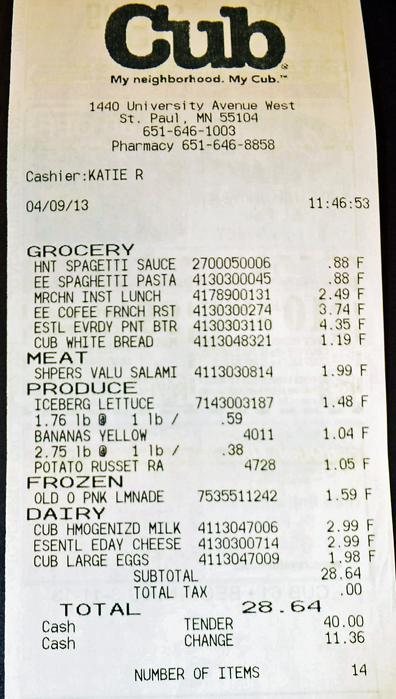 Cub®
My neighborhood. My Cub.™
1440 University Avenue West
St. Paul, MN 55104
651-646-1003
Pharmacy 651-646-8858
Cashier:KATIE R
04/09/13 11:46:53
GROCERY
HNT SPAGETTI SAUCE 2700050006 .88 F
EE SPAGHETTI PASTA 4130300045 .88 F
MRCHN INST LUNCH 4178900131 2.49 F
EE COFEE FRNCH RST 4130300274 3.74 F
ESTL EVRDY PNT BTR 4130303110 4.35 F
CUB WHITE BREAD 4113048321 1.19 F
MEAT
SHPERS VALU SALAMI 4113030814 1.99 F
PRODUCE
ICEBERG LETTUCE 7143003187 1.48 F
1.76 lb @ 1 lb / .59
BANANAS YELLOW 4011 1.04 F
2.75 lb @ 1 lb / .38
POTATO RUSSET RA 4728 1.05 F
FROZEN
OLD O PNK LMNADE 7535511242 1.59 F
DAIRY
CUB HMOGENIZD MILK 4113047006 2.99 F
ESENTL EDAY CHEESE 4130300714 2.99 F
CUB LARGE EGGS 4113047009 1.98 F
SUBTOTAL 28.64
TOTAL TAX .00
TOTAL 28.64
Cash TENDER 40.00
Cash CHANGE 11.36
NUMBER OF ITEMS 14